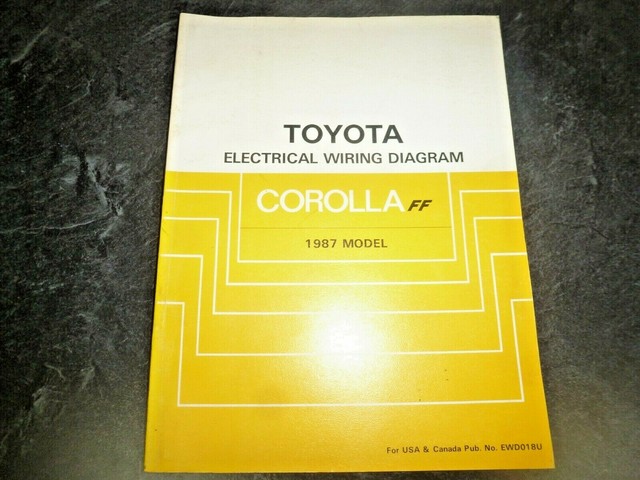 TOYOTA
ELECTRICAL WIRING DIAGRAM
COROLLA FF
1987 MODEL
For USA & Canada Pub. No. EWD018U